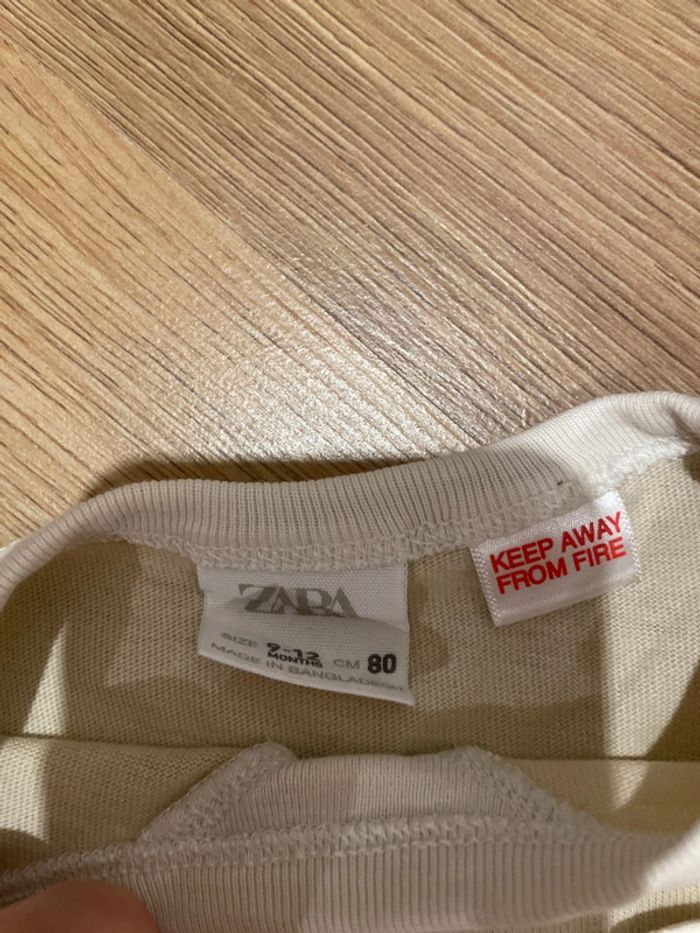 ZARA
SIZE 9-12 MONTHS CM 80
MADE IN BANGLADESH
KEEP AWAY
FROM FIRE